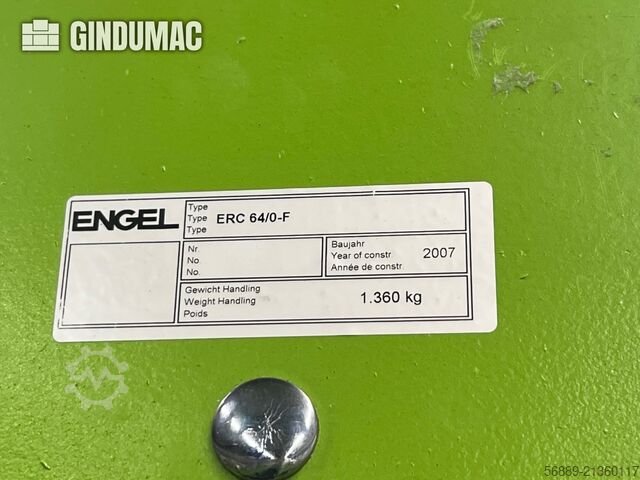 GINDUMAC
ENGEL
Type
Type ERC 64/0-F
Type
Nr.
No.
No.
Baujahr
Year of constr 2007
Année de constr.
Gewicht Handling
Weight Handling 1.360 kg
Poids
56889-21360117